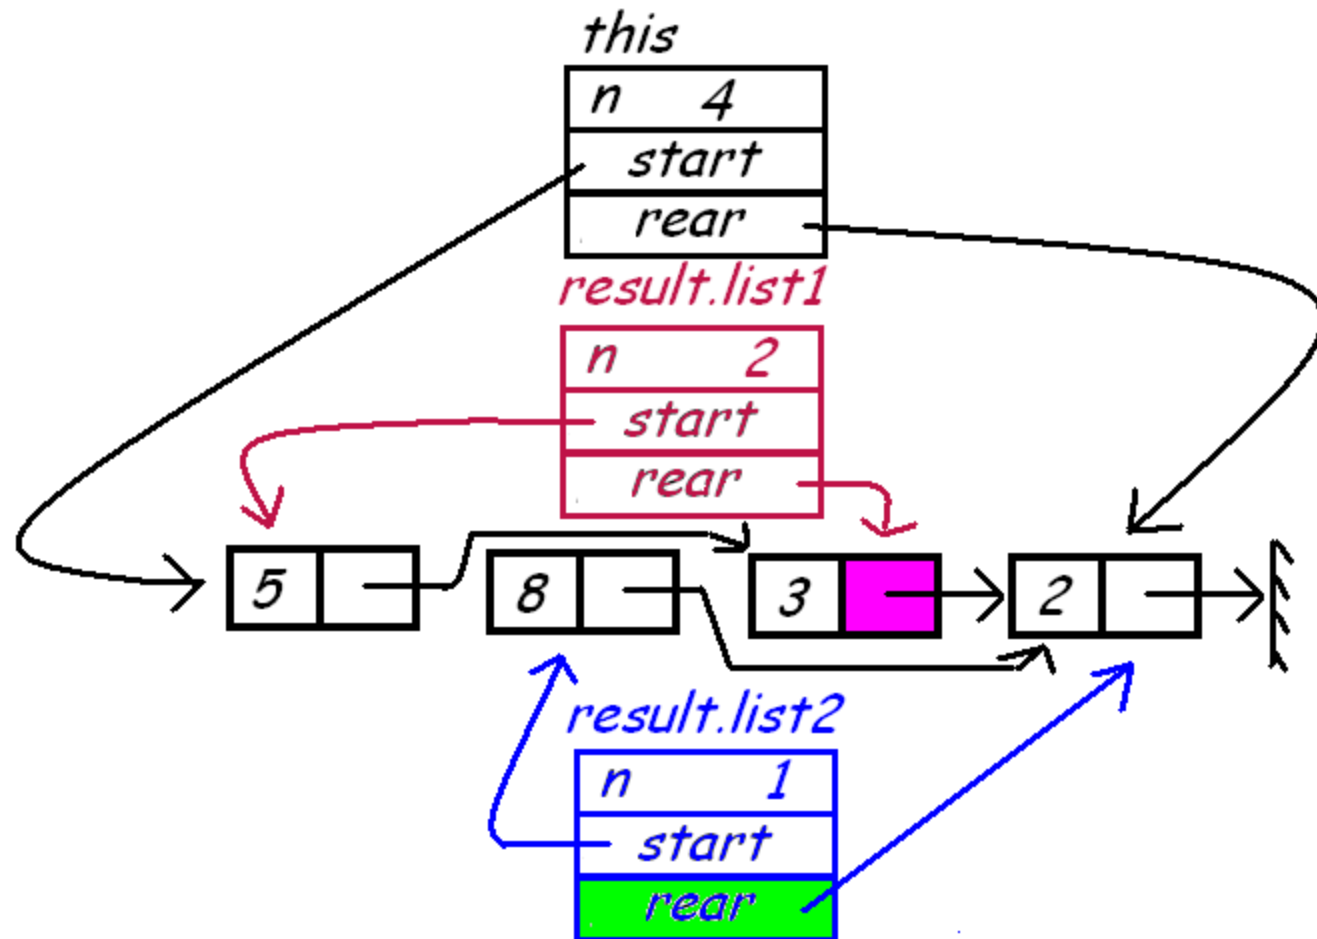 this
n 4
start
rear
result.list1
n 2
start
rear
5 8 3 2
result.list2
n 1
start
rear